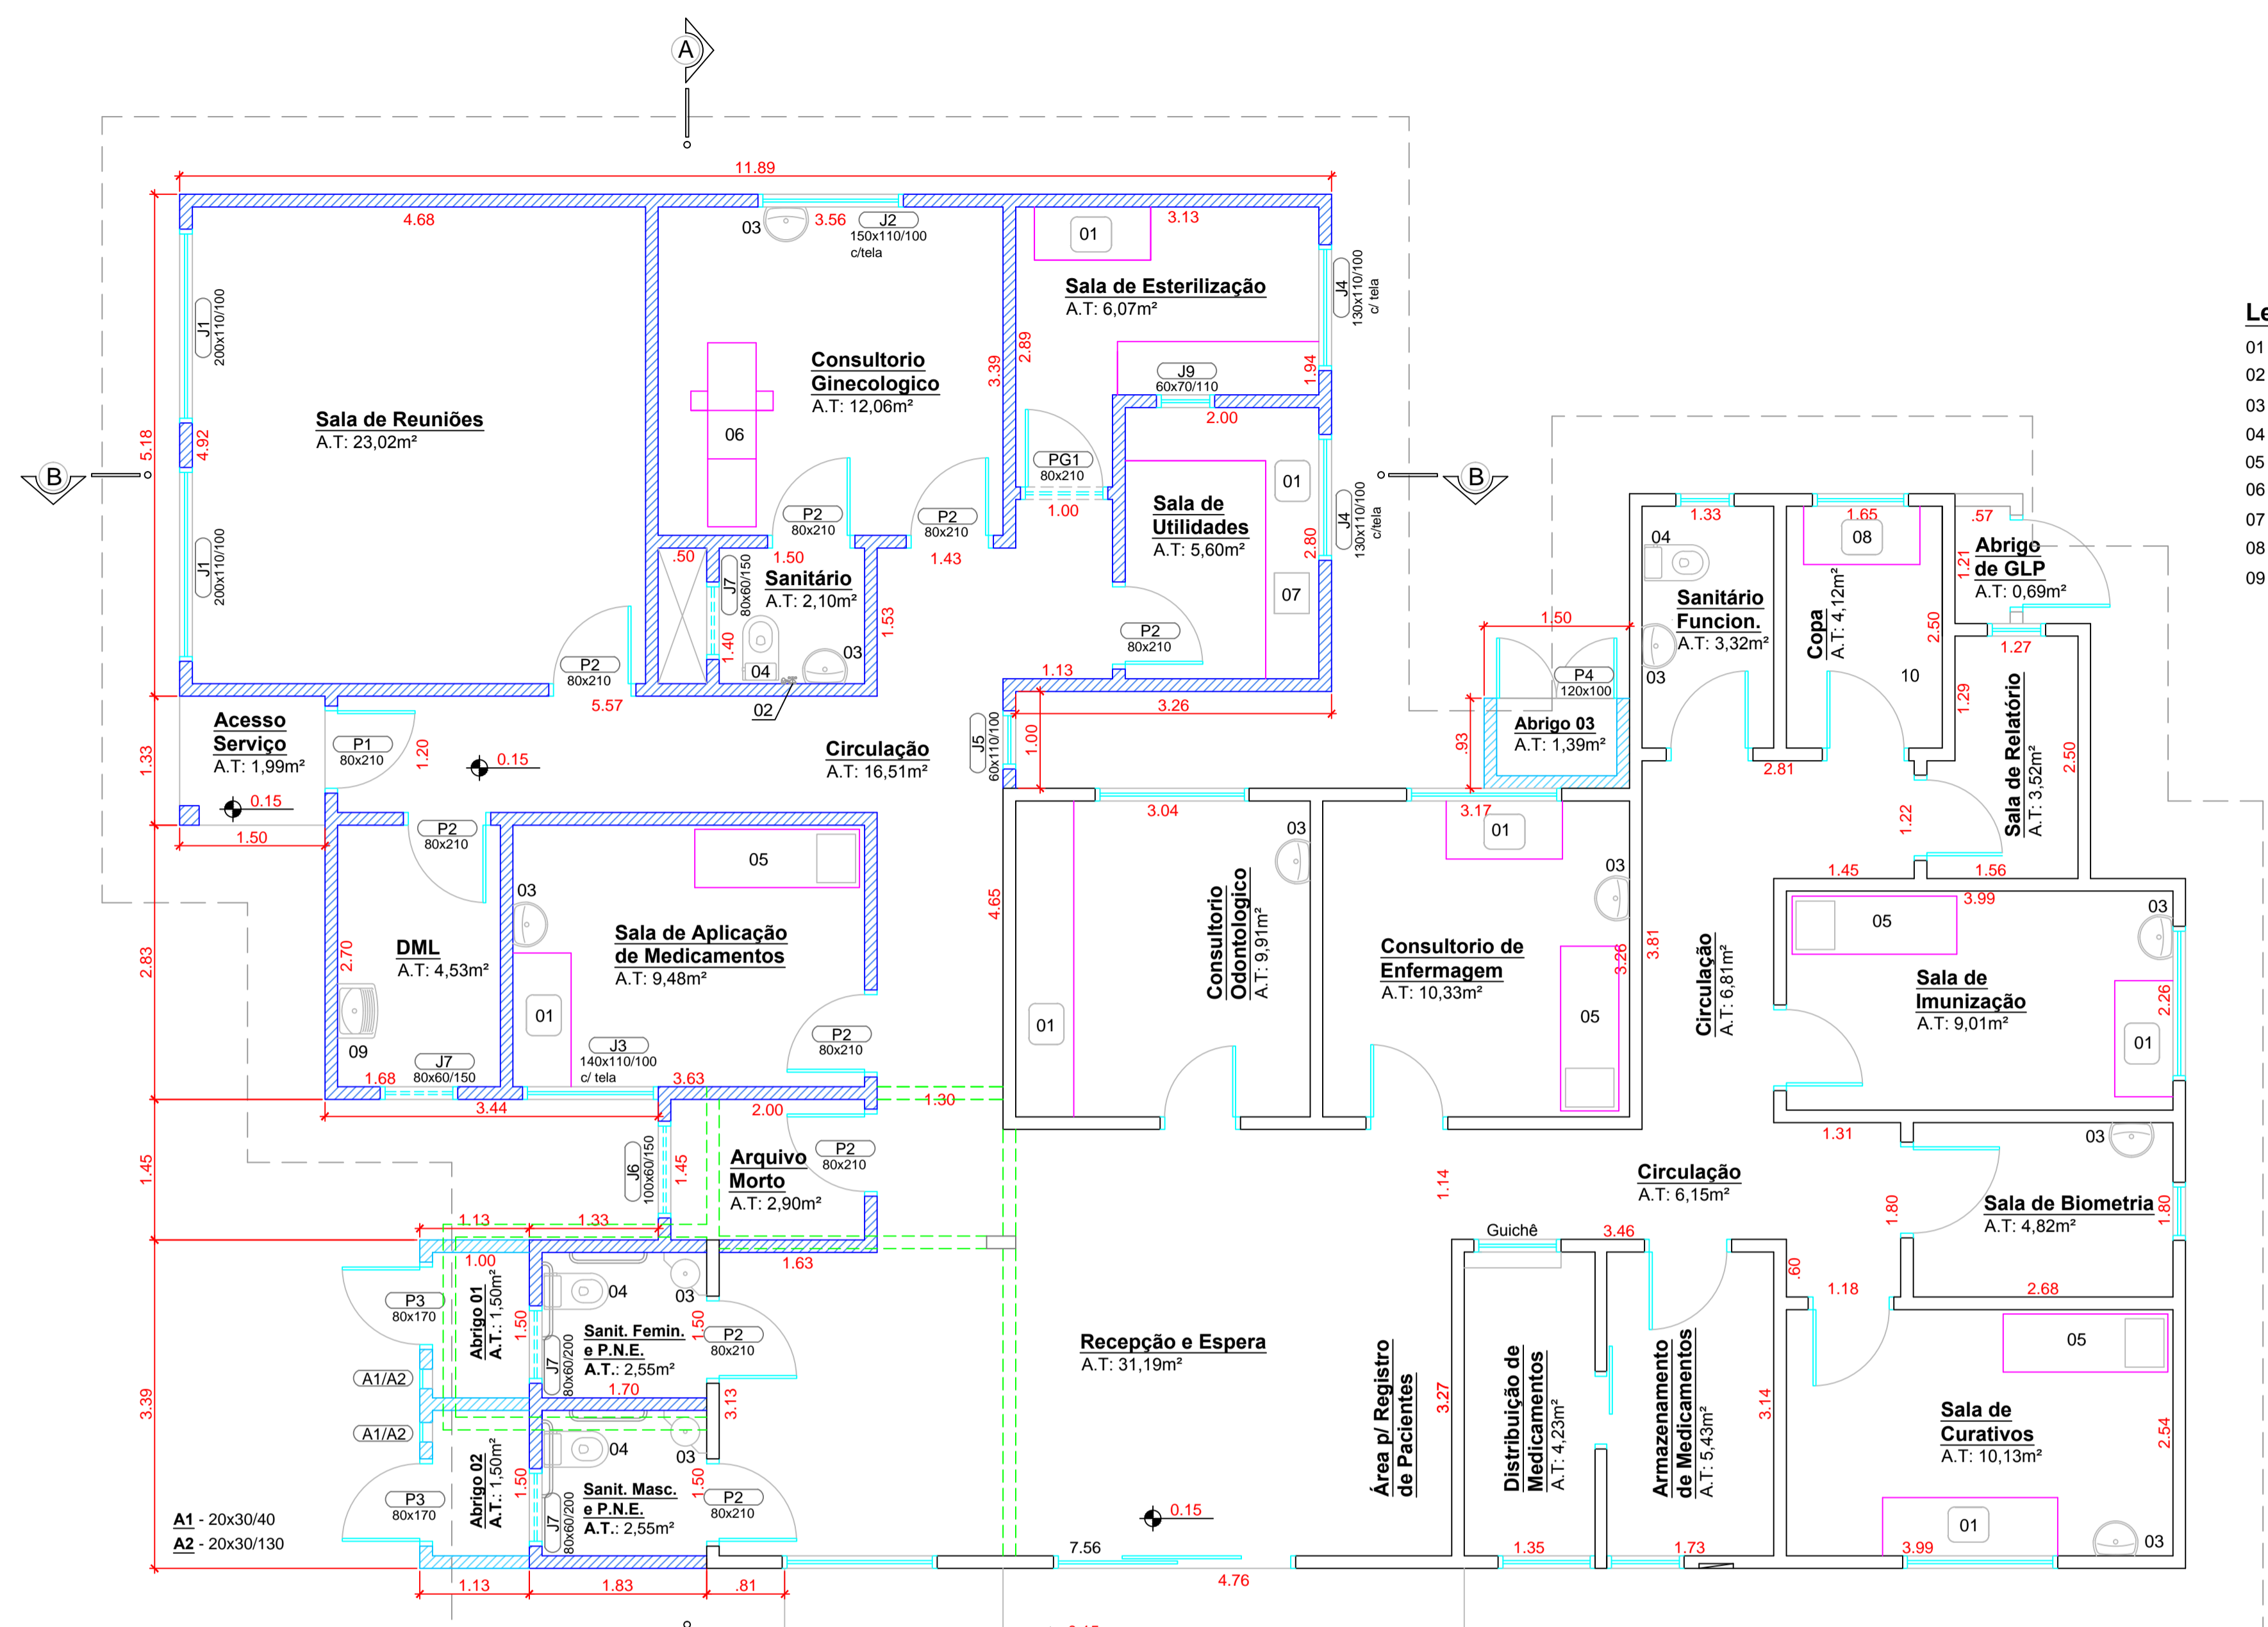 A
11.89
4.68
03
3.56
J2
150x110/100
c/tela
3.13
01
Sala de Esterilização
A.T: 6,07m²
J4
130x110/100
c/ tela
J1
200x110/100
2.89
3.39
1.94
Consultorio
Ginecologico
A.T: 12,06m²
J9
60x70/110
2.00
Sala de Reuniões
A.T: 23,02m²
06
5.18
4.92
B
PG1
80x210
1.00
01
B
Sala de
Utilidades
A.T: 5,60m²
2.80
J4
130x110/100
c/tela
07
P2
80x210
P2
80x210
.50
1.50
1.43
J1
200x110/100
J7
80x60/150
Sanitário
A.T: 2,10m²
1.40
1.53
03
04
02
P2
80x210
P2
80x210
1.13
3.26
5.57
Le
01
02
03
04
05
06
07
08
09
1.33
04
Sanitário
Funcion.
A.T: 3,32m²
03
1.65
08
Copa
A.T: 4,12m²
2.50
10
.57
1.21
Abrigo
de GLP
A.T: 0,69m²
1.27
1.29
Sala de Relatório
A.T: 3,52m²
2.50
1.50
P4
120x100
Abrigo 03
A.T: 1,39m²
.93
2.81
1.22
1.45
1.56
Acesso
Serviço
A.T: 1,99m²
1.33
P1
80x210
1.20
0.15
0.15
1.50
Circulação
A.T: 16,51m²
J5
60x110/100
1.00
P2
80x210
03
05
Sala de Aplicação
de Medicamentos
A.T: 9,48m²
DML
A.T: 4,53m²
2.70
2.83
01
09
J7
80x60/150
1.68
J3
140x110/100
c/ tela
3.63
P2
80x210
3.44
3.04
03
4.65
Consultorio
Odontologico
A.T: 9,91m²
01
3.17
01
03
Consultorio de
Enfermagem
A.T: 10,33m²
3.26
3.81
05
Circulação
A.T: 6,81m²
3.99
05
03
Sala de
Imunização
A.T: 9,01m²
2.26
01
1.30
2.00
P2
80x210
J6
100x60/150
1.45
1.45
Arquivo
Morto
A.T: 2,90m²
1.13
1.33
1.63
1.14
Circulação
A.T: 6,15m²
1.31
03
Sala de Biometria
A.T: 4,82m²
1.80
1.80
2.68
Guichê
3.46
.60
1.18
1.00
P3
80x170
Abrigo 01
A.T.: 1,50m²
1.50
J7
80x60/200
04
03
Sanit. Femin.
e P.N.E.
A.T.: 2,55m²
1.50
P2
80x210
1.70
3.13
A1/A2
A1/A2
3.39
P3
80x170
Abrigo 02
A.T.: 1,50m²
1.50
J7
80x60/200
04
03
Sanit. Masc.
e P.N.E.
A.T.: 2,55m²
1.50
P2
80x210
A1 - 20x30/40
A2 - 20x30/130
1.13
1.83
.81
Recepção e Espera
A.T: 31,19m²
0.15
7.56
4.76
Área p/ Registro
de Pacientes
3.27
Distribuição de
Medicamentos
A.T: 4,23m²
1.35
Armazenamento
de Medicamentos
A.T: 5,43m²
3.14
1.73
05
Sala de
Curativos
A.T: 10,13m²
2.54
01
03
3.99